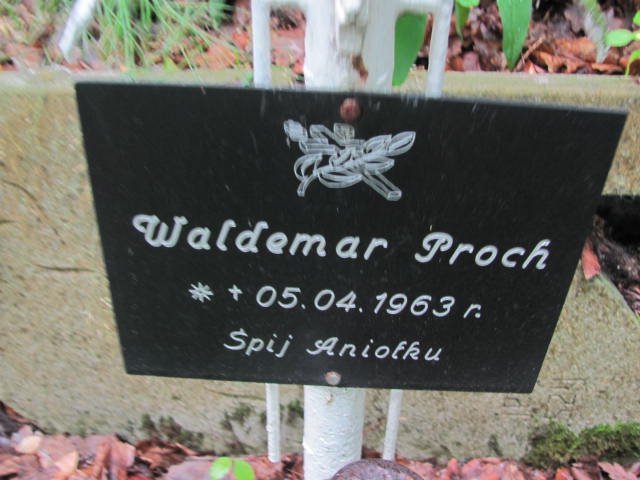 Waldemar Proch
* † 05.04.1963 r.
Śpij Aniołku